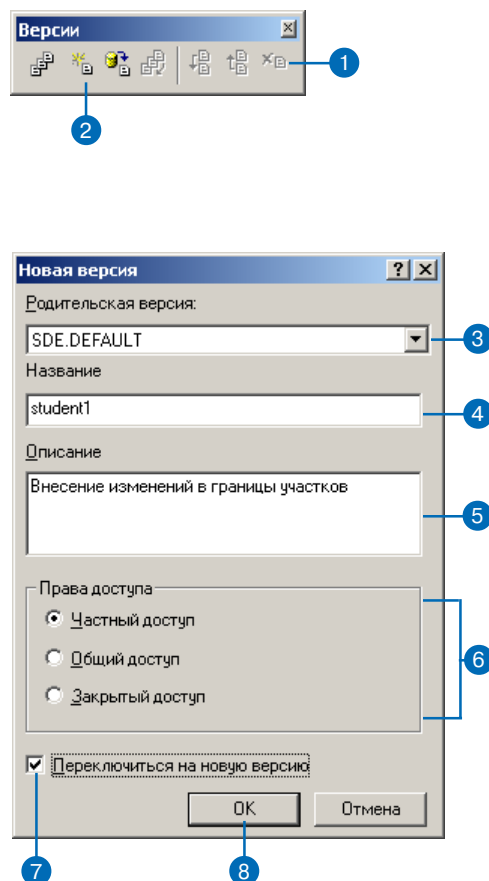 Версии
1
2
Новая версия
Родительская версия:
SDE.DEFAULT
3
Название
student1
4
Описание
Внесение изменений в границы участков
5
Права доступа
Частный доступ
Общий доступ
6
Закрытый доступ
Переключиться на новую версию
OK Отмена
7 8